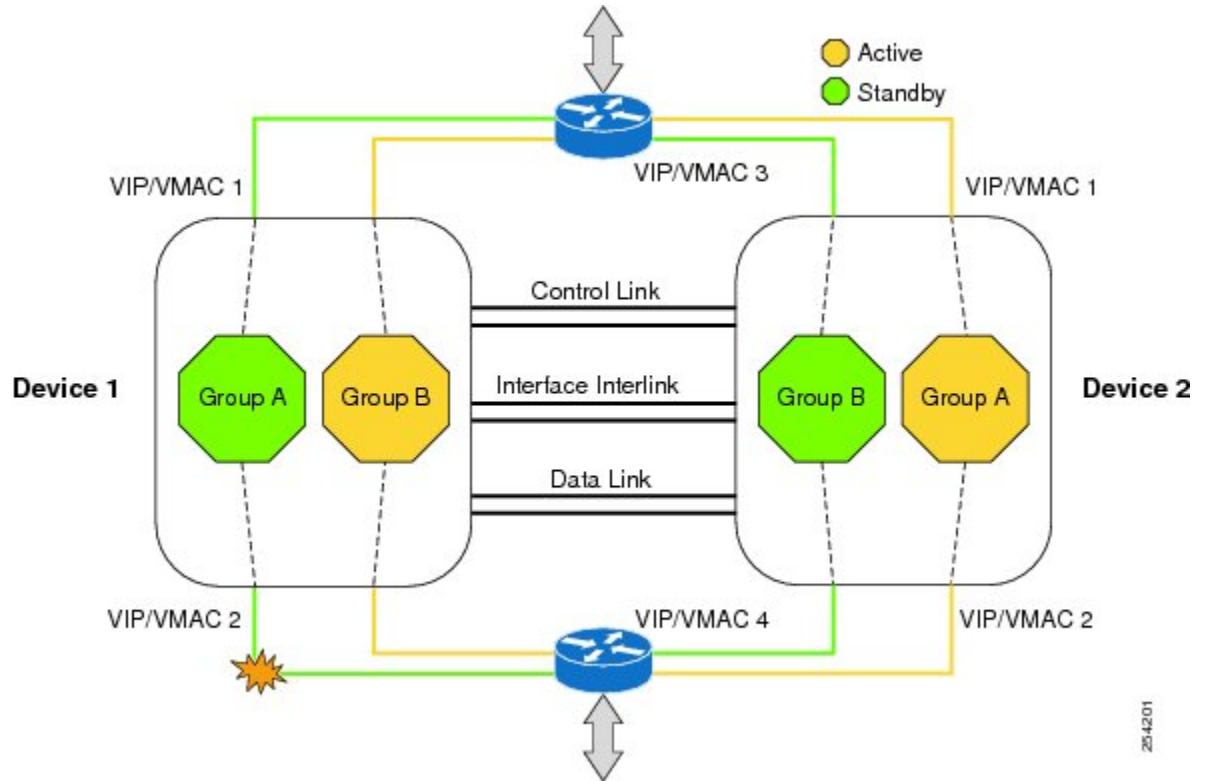 Active
Standby
VIP/VMAC 1
VIP/VMAC 3
VIP/VMAC 1
Control Link
Device 1
Group A
Group B
Interface Interlink
Group B
Group A
Device 2
Data Link
VIP/VMAC 2
VIP/VMAC 4
VIP/VMAC 2
254201